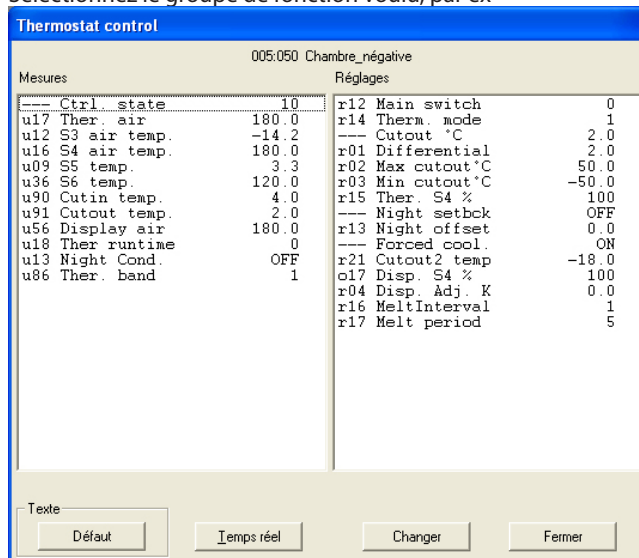 Sélectionnez le groupe de fonction voulu, par ex
Thermostat control
005:050 Chambre_négative
Mesures
--- Ctrl. state 10
u17 Ther. air 180.0
u12 S3 air temp. -14.2
u16 S4 air temp. 180.0
u09 S5 temp. 3.3
u36 S6 temp. 120.0
u90 Cutin temp. 4.0
u91 Cutout temp. 2.0
u56 Display air 180.0
u18 Ther runtime 0
u13 Night Cond. OFF
u86 Ther. band 1
Réglages
r12 Main switch 0
r14 Therm. mode 1
--- Cutout °C 2.0
r01 Differential 2.0
r02 Max cutout°C 50.0
r03 Min cutout°C -50.0
r15 Ther. S4 % 100
--- Night setbck OFF
r13 Night offset 0.0
--- Forced cool. ON
r21 Cutout2 temp -18.0
o17 Disp. S4 % 100
r04 Disp. Adj. K 0.0
r16 MeltInterval 1
r17 Melt period 5
Texte
Défaut
Temps réel
Changer
Fermer